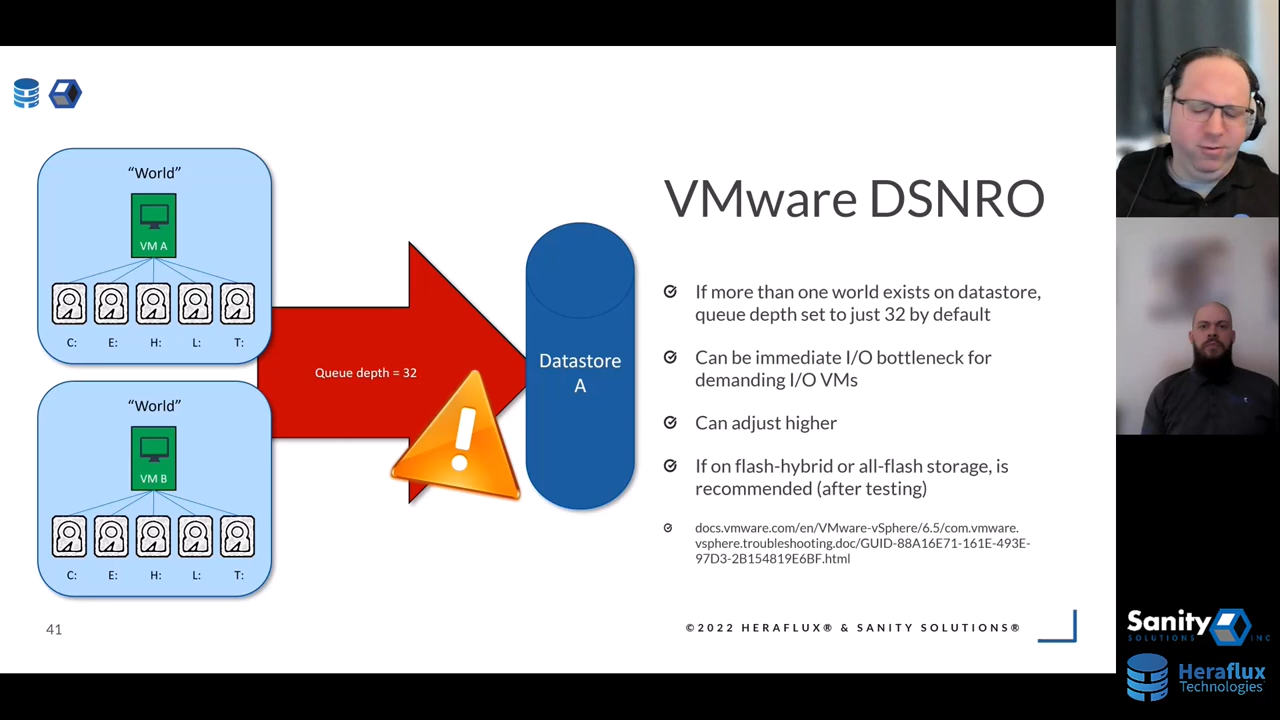 “World”
VM A
C: E: H: L: T:
“World”
VM B
C: E: H: L: T:
Queue depth = 32
Datastore
A
VMware DSNRO
If more than one world exists on datastore,
queue depth set to just 32 by default
Can be immediate I/O bottleneck for
demanding I/O VMs
Can adjust higher
If on flash-hybrid or all-flash storage, is
recommended (after testing)
docs.vmware.com/en/VMware-vSphere/6.5/com.vmware.
vsphere.troubleshooting.doc/GUID-88A16E71-161E-493E-
97D3-2B154819E6BF.html
41
©2022 HERAFLUX® & SANITY SOLUTIONS®
Sanity
SOLUTIONS INC
Heraflux
Technologies